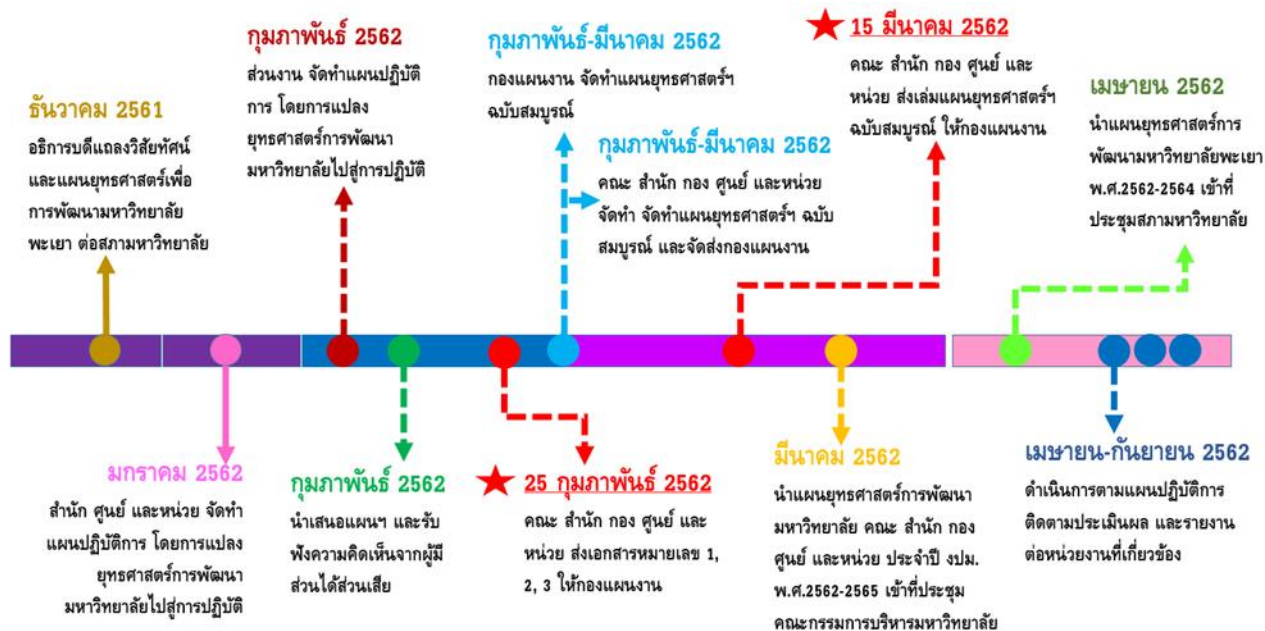 ธันวาคม 2561
อธิการบดีแถลงวิสัยทัศน์
และแผนยุทธศาสตร์เพื่อ
การพัฒนามหาวิทยาลัย
พะเยา ต่อสภามหาวิทยาลัย
กุมภาพันธ์ 2562
ส่วนงาน จัดทำแผนปฏิบัติ
การ โดยการแปลง
ยุทธศาสตร์การพัฒนา
มหาวิทยาลัยไปสู่การปฏิบัติ
กุมภาพันธ์-มีนาคม 2562
กองแผนงาน จัดทำแผนยุทธศาสตร์ฯ
ฉบับสมบูรณ์
กุมภาพันธ์-มีนาคม 2562
คณะ สำนัก กอง ศูนย์ และหน่วย
จัดทำ จัดทำแผนยุทธศาสตร์ฯ ฉบับ
สมบูรณ์ และจัดส่งกองแผนงาน
15 มีนาคม 2562
คณะ สำนัก กอง ศูนย์ และ
หน่วย ส่งเล่มแผนยุทธศาสตร์ฯ
ฉบับสมบูรณ์ ให้กองแผนงาน
เมษายน 2562
นำแผนยุทธศาสตร์การ
พัฒนามหาวิทยาลัยพะเยา
พ.ศ.2562-2564 เข้าที่
ประชุมสภามหาวิทยาลัย
มกราคม 2562
สำนัก ศูนย์ และหน่วย จัดทำ
แผนปฏิบัติการ โดยการแปลง
ยุทธศาสตร์การพัฒนา
มหาวิทยาลัยไปสู่การปฏิบัติ
กุมภาพันธ์ 2562
นำเสนอแผนฯ และรับ
ฟังความคิดเห็นจากผู้มี
ส่วนได้ส่วนเสีย
25 กุมภาพันธ์ 2562
คณะ สำนัก กอง ศูนย์ และ
หน่วย ส่งเอกสารหมายเลข 1,
2, 3 ให้กองแผนงาน
มีนาคม 2562
นำแผนยุทธศาสตร์การพัฒนา
มหาวิทยาลัย คณะ สำนัก กอง
ศูนย์ และหน่วย ประจำปี งปม.
พ.ศ.2562-2565 เข้าที่ประชุม
คณะกรรมการบริหารมหาวิทยาลัย
เมษายน-กันยายน 2562
ดำเนินการตามแผนปฏิบัติการ
ติดตามประเมินผล และรายงาน
ต่อหน่วยงานที่เกี่ยวข้อง